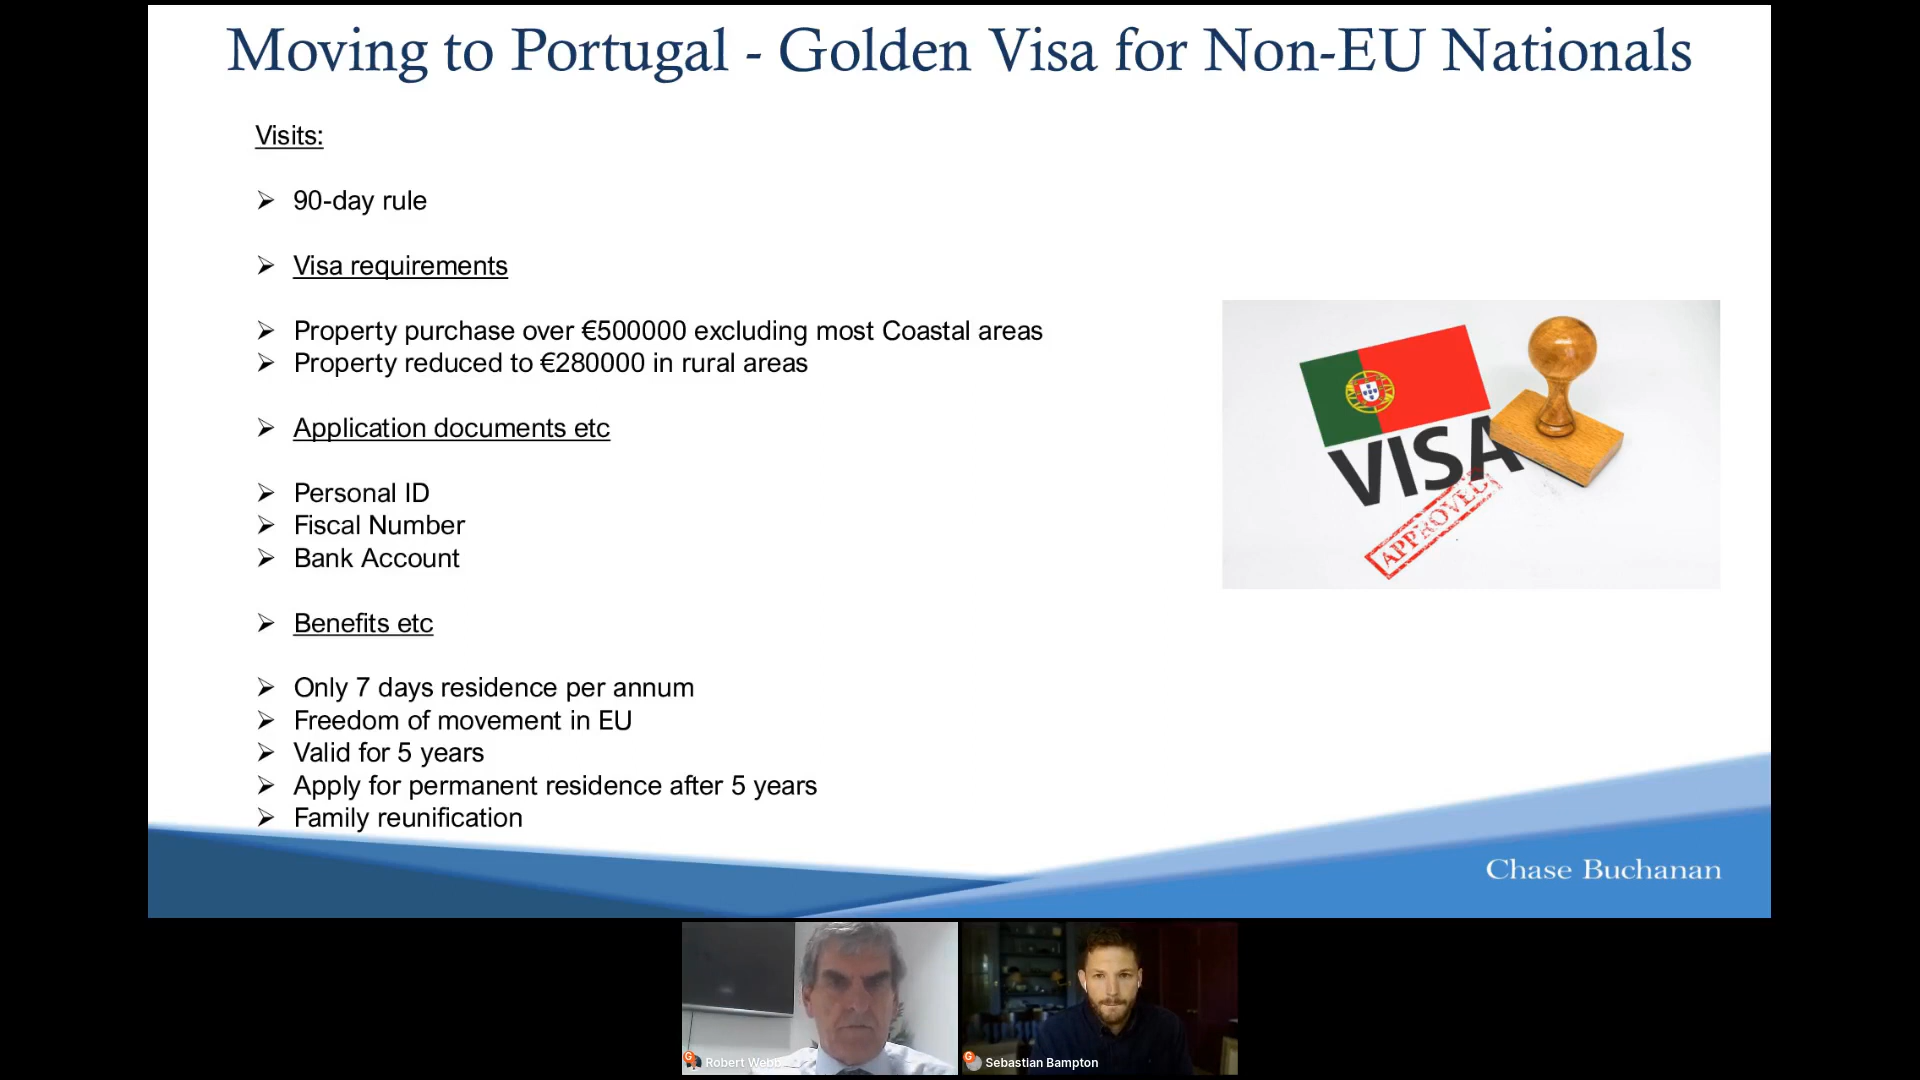 Moving to Portugal - Golden Visa for Non-EU Nationals
Visits:
90-day rule
Visa requirements
Property purchase over €500000 excluding most Coastal areas
Property reduced to €280000 in rural areas
Application documents etc
Personal ID
Fiscal Number
Bank Account
Benefits etc
Only 7 days residence per annum
Freedom of movement in EU
Valid for 5 years
Apply for permanent residence after 5 years
Family reunification
VISA
APPROVED
Chase Buchanan
G Robert Webb
G Sebastian Bampton